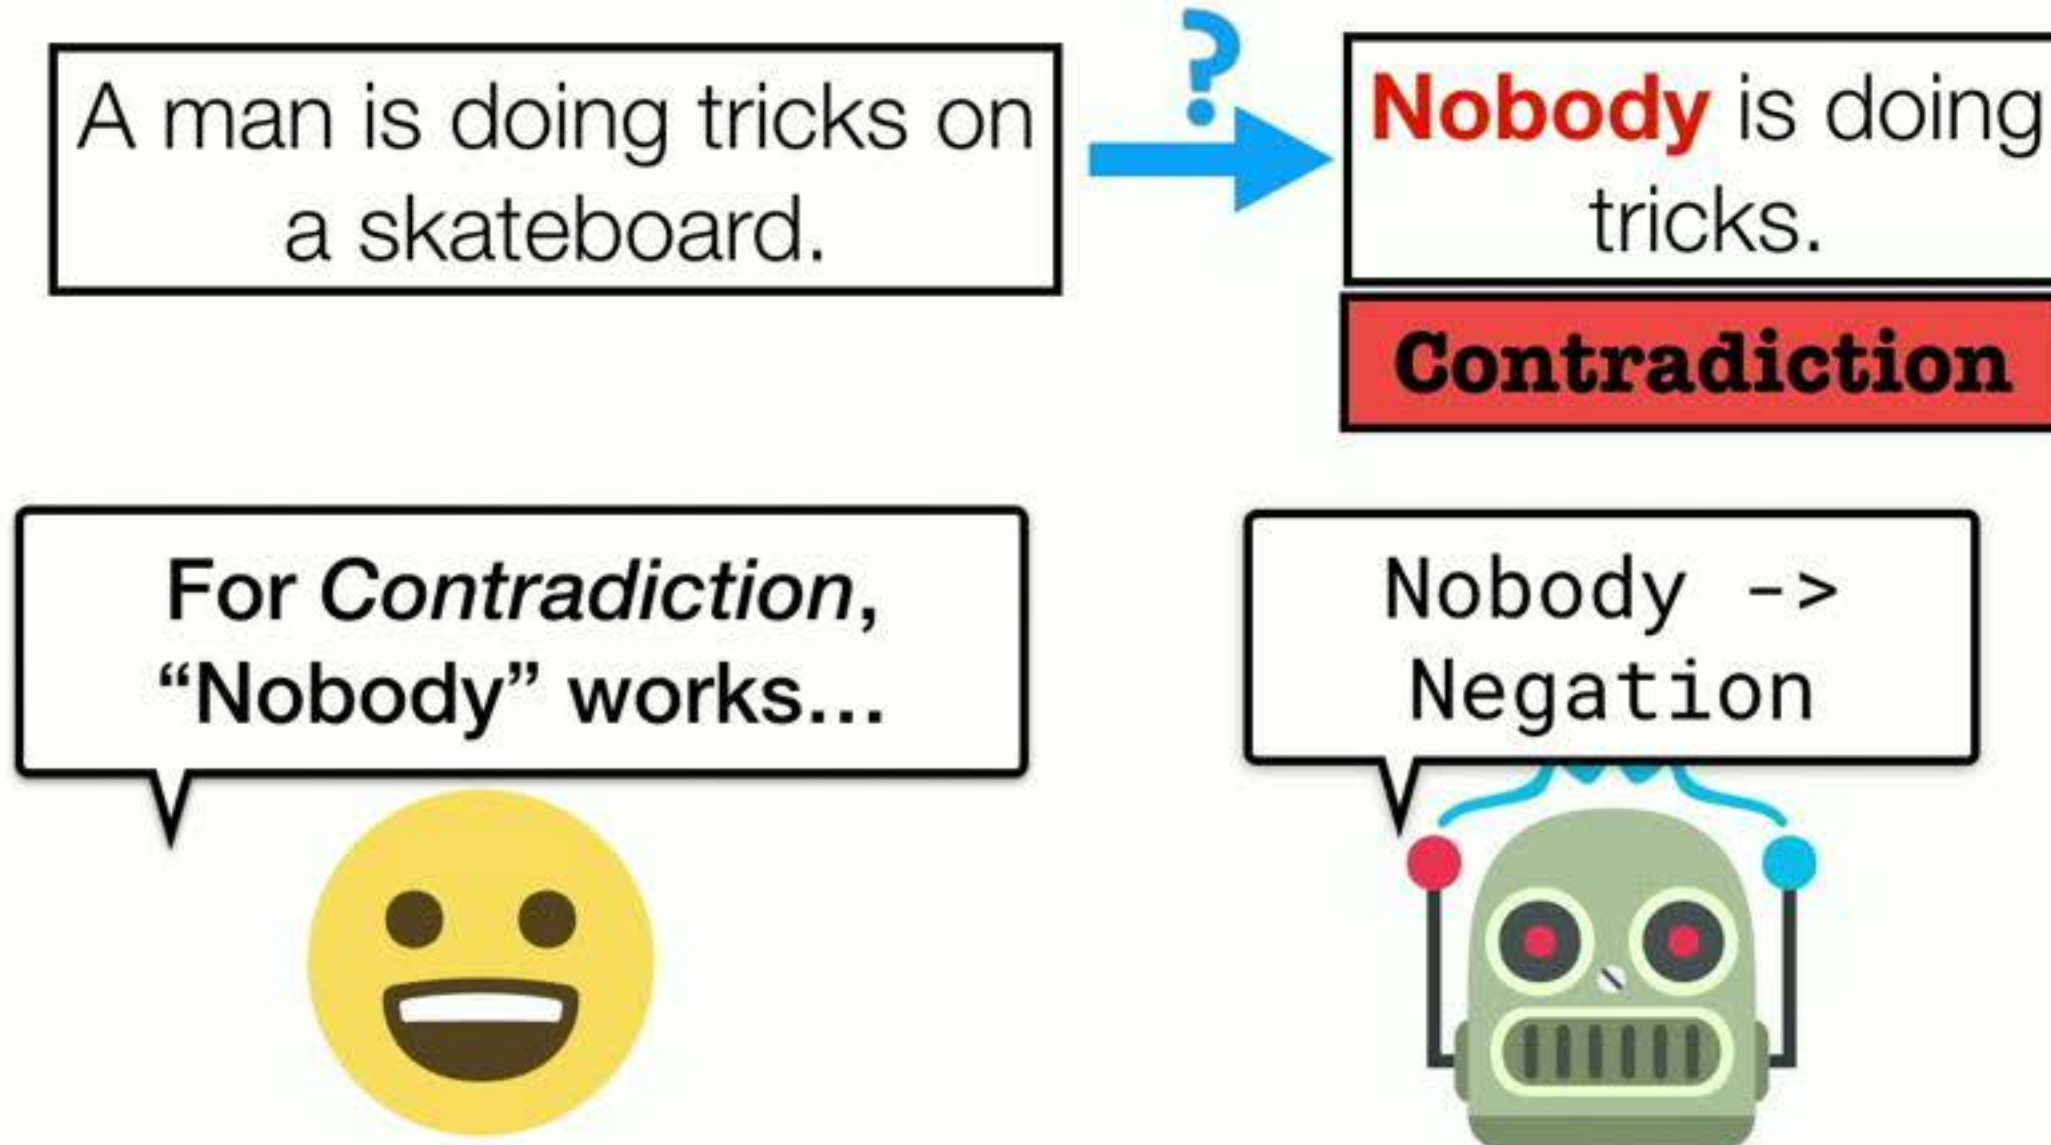 A man is doing tricks on
a skateboard.
?
Nobody is doing
tricks.
Contradiction
For Contradiction,
“Nobody” works...
Nobody ->
Negation